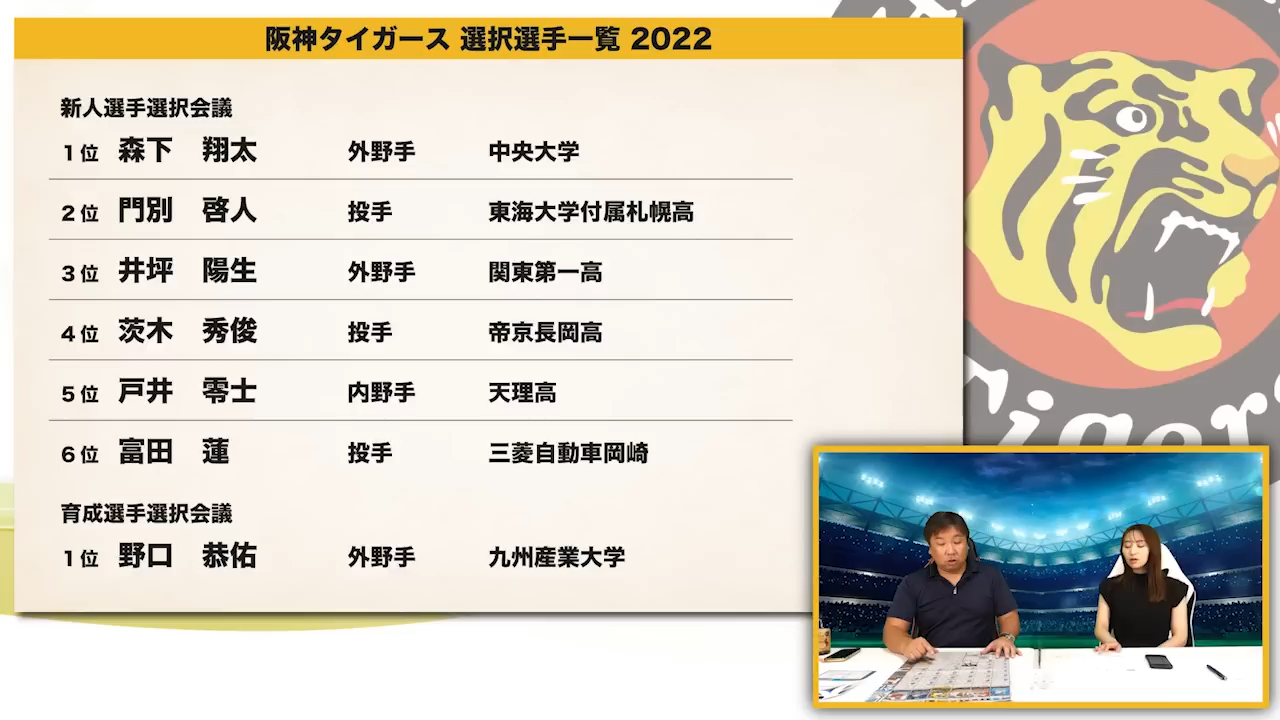 阪神タイガース 選択選手一覧 2022
新人選手選択会議
1位 森下 翔太 外野手 中央大学
2位 門別 啓人 投手 東海大学付属札幌高
3位 井坪 陽生 外野手 関東第一高
4位 茨木 秀俊 投手 帝京長岡高
5位 戸井 零士 内野手 天理高
6位 富田 蓮 投手 三菱自動車岡崎
育成選手選択会議
1位 野口 恭佑 外野手 九州産業大学
Tigers